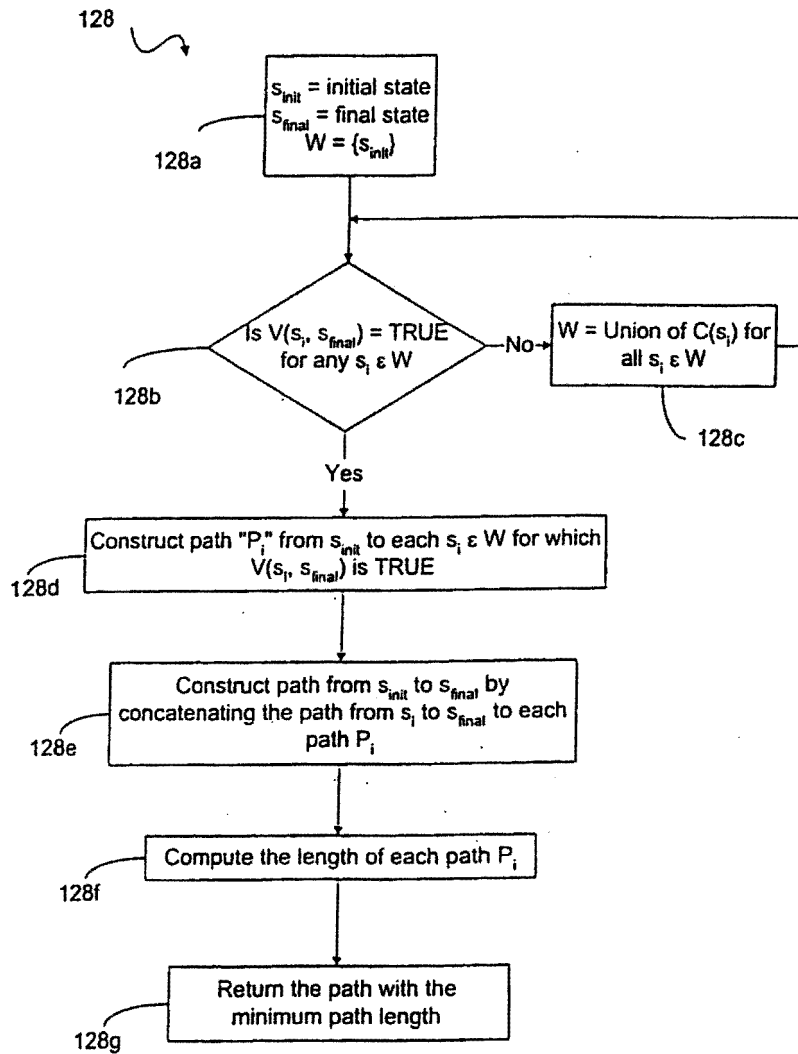 128
s_init = initial state
s_final = final state
W = {s_init}
128a
Is V(s_i, s_final) = TRUE
for any s_i ε W
128b
No
W = Union of C(s_i) for
all s_i ε W
128c
Yes
Construct path "P_i" from s_init to each s_i ε W for which
V(s_i, s_final) is TRUE
128d
Construct path from s_init to s_final by
concatenating the path from s_i to s_final to each
path P_i
128e
Compute the length of each path P_i
128f
Return the path with the
minimum path length
128g